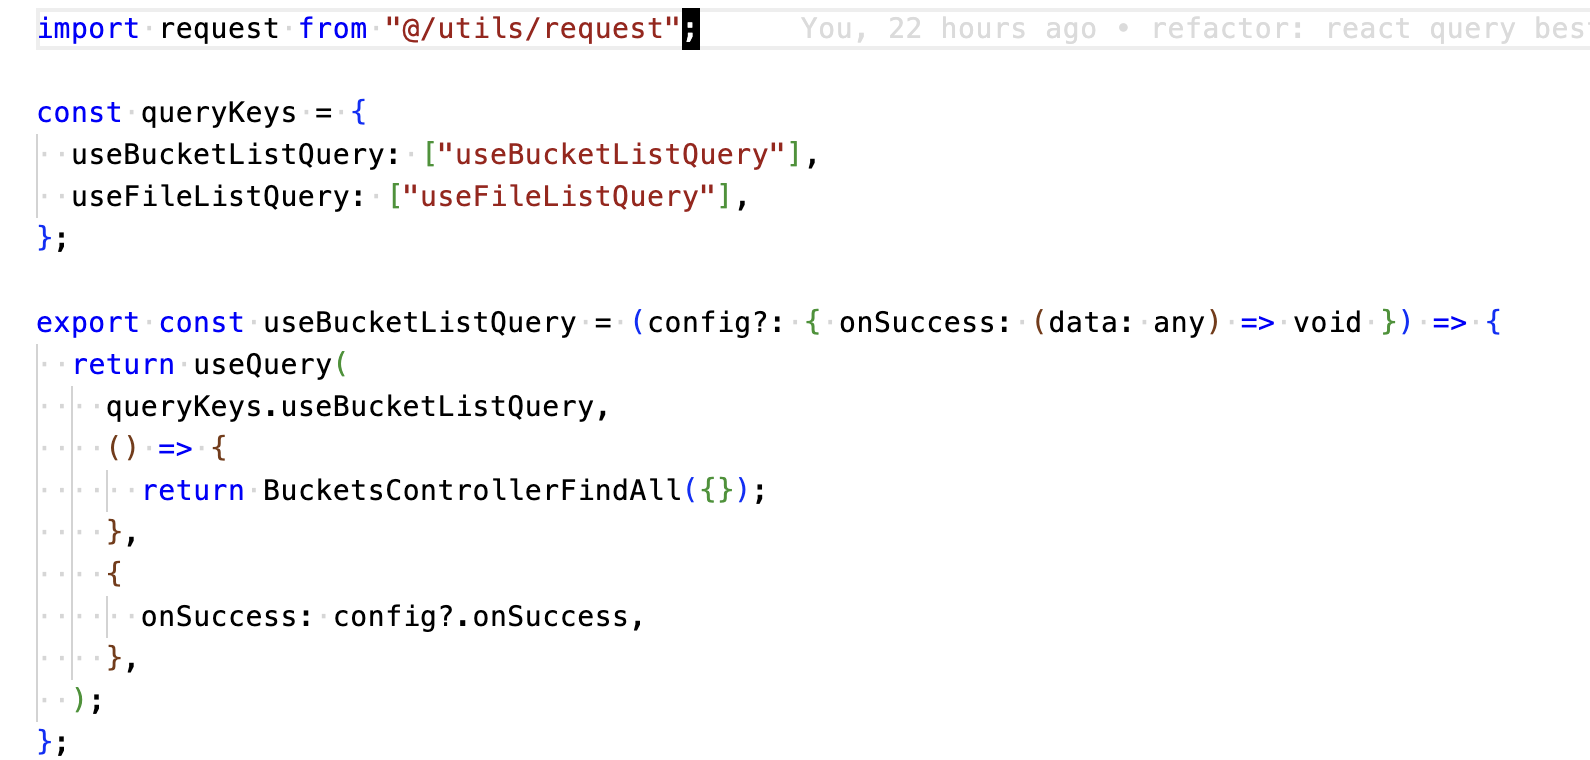 import request from "@/utils/request"; You, 22 hours ago • refactor: react query
const queryKeys = {
  useBucketListQuery: ["useBucketListQuery"],
  useFileListQuery: ["useFileListQuery"],
};
export const useBucketListQuery = (config?: { onSuccess: (data: any) => void }) => {
  return useQuery(
    queryKeys.useBucketListQuery,
    () => {
      return BucketsControllerFindAll({});
    },
    {
      onSuccess: config?.onSuccess,
    },
  );
};